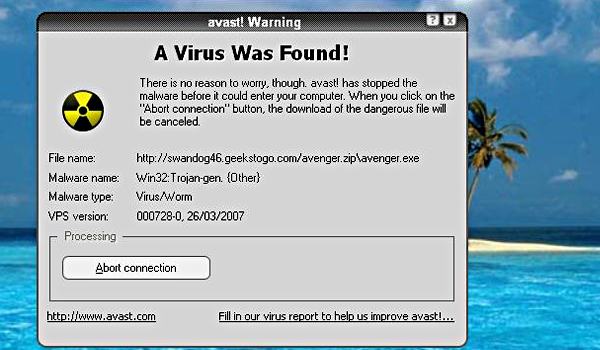 avast! Warning
? x
A Virus Was Found!
There is no reason to worry, though. avast! has stopped the
malware before it could enter your computer. When you click on the
"Abort connection" button, the download of the dangerous file will
be canceled.
File name: http://swandog46.geekstogo.com/avenger.zip\avenger.exe
Malware name: Win32:Trojan-gen. {Other}
Malware type: Virus/Worm
VPS version: 000728-0, 26/03/2007
Processing
Abort connection
http://www.avast.com Fill in our virus report to help us improve avast!...